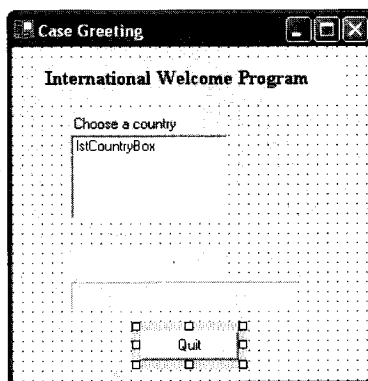 Case Greeting
International Welcome Program
Choose a country
lstCountryBox
Quit